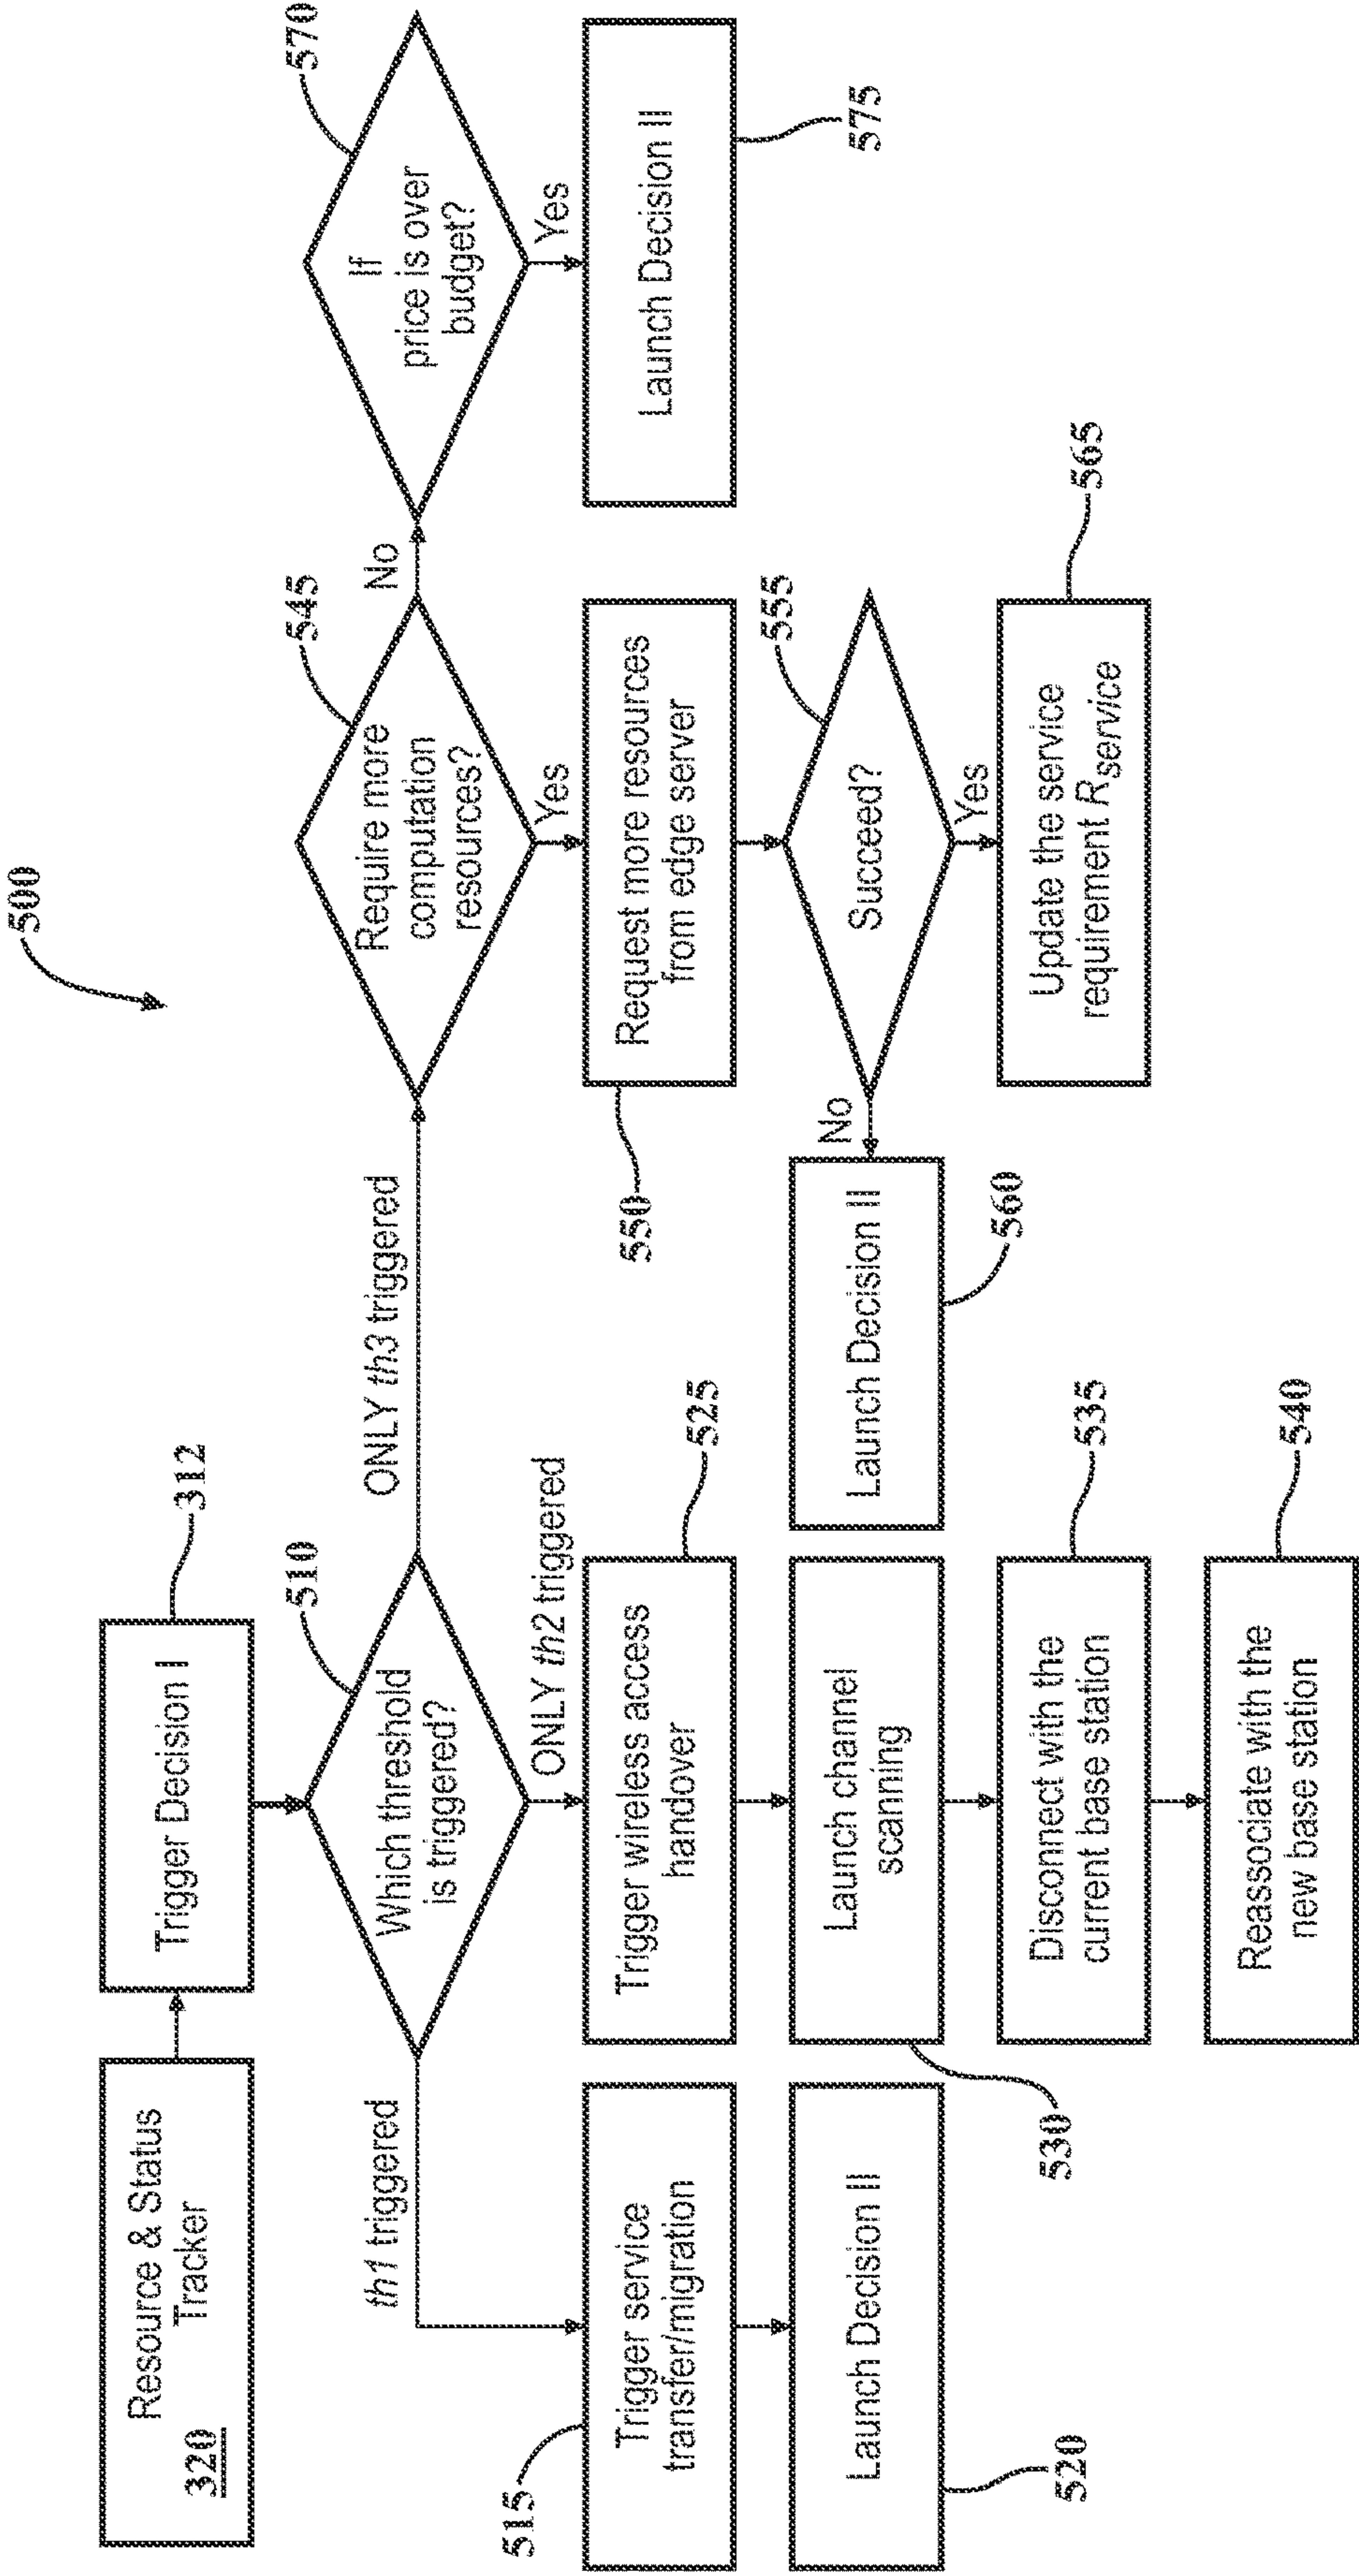 500
Resource & Status
Tracker
320
Trigger Decision I
312
Which threshold
is triggered?
510
th1 triggered
ONLY th2 triggered
ONLY th3 triggered
Trigger service
transfer/migration
515
Launch Decision II
520
Trigger wireless access
handover
525
Launch channel
scanning
530
Disconnect with the
current base station
535
Reassociate with the
new base station
540
Require more
computation
resources?
545
Yes
No
Request more resources
from edge server
550
Succeed?
555
No
Yes
Launch Decision II
560
Update the service
requirement Rservice
565
If
price is over
budget?
570
Yes
Launch Decision II
575